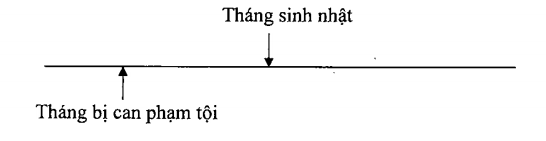 Tháng sinh nhật
Tháng bị can phạm tội